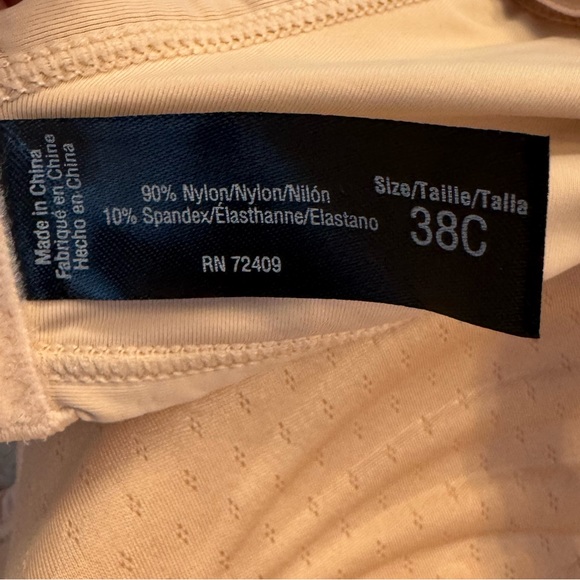 Made in China
Fabriqué en Chine
Hecho en China
90% Nylon/Nylon/Nilón
10% Spandex/Élasthanne/Elastano
RN 72409
Size/Taille/Talla
38C